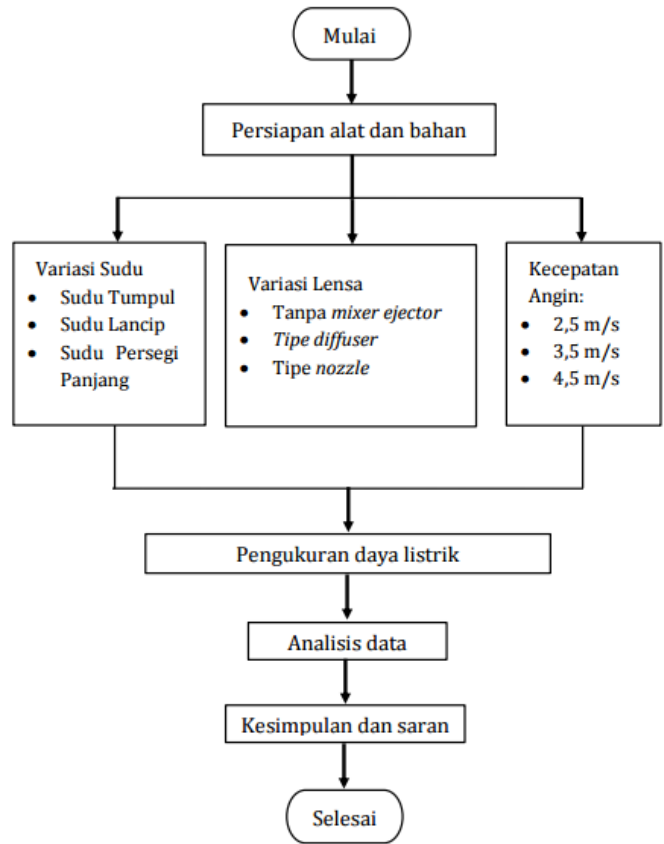 Mulai
Persiapan alat dan bahan
Variasi Sudu
• Sudu Tumpul
• Sudu Lancip
• Sudu Persegi
Panjang
Variasi Lensa
• Tanpa mixer ejector
• Tipe diffuser
• Tipe nozzle
Kecepatan
Angin:
• 2,5 m/s
• 3,5 m/s
• 4,5 m/s
Pengukuran daya listrik
Analisis data
Kesimpulan dan saran
Selesai